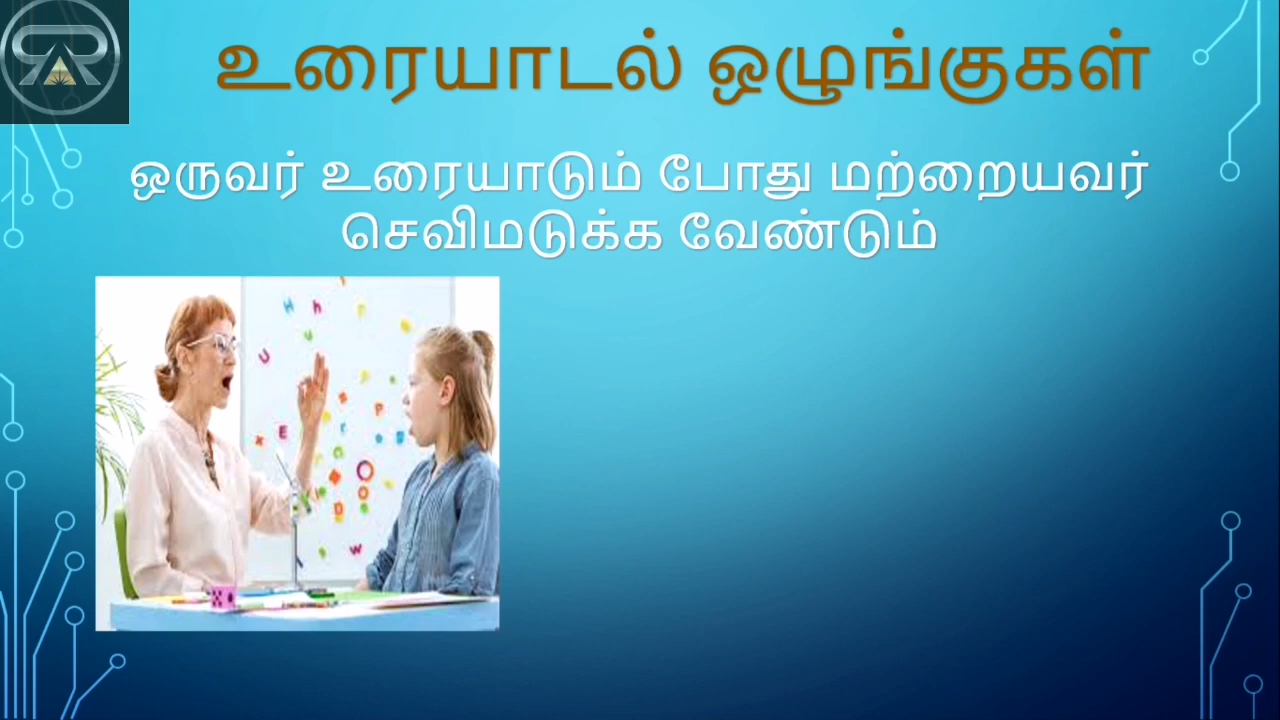 உரையாடல் ஒழுங்குகள்
ஒருவர் உரையாடும் போது மற்றையவர்
செவிமடுக்க வேண்டும்